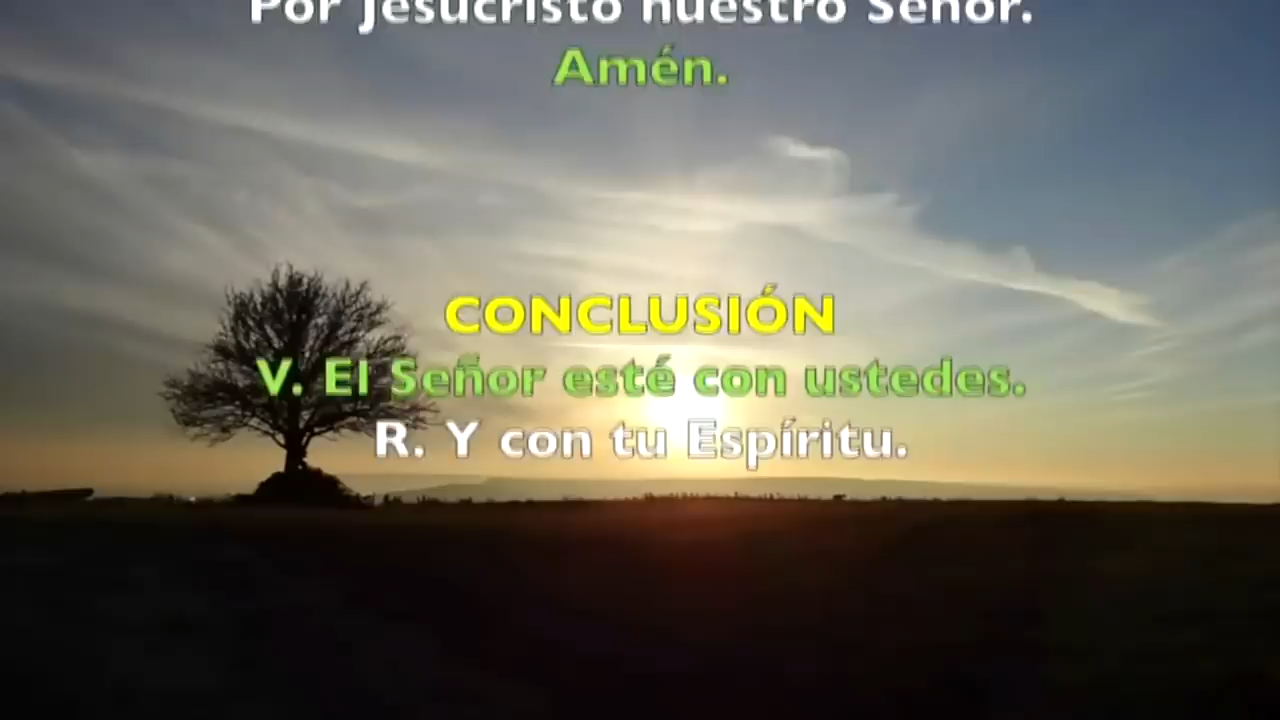 Por Jesucristo nuestro Señor.
Amén.
CONCLUSIÓN
V. El Señor esté con ustedes.
R. Y con tu Espíritu.